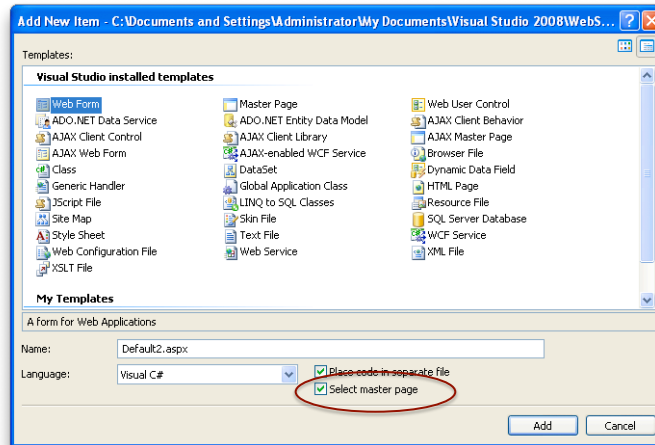 Add New Item - C:\Documents and Settings\Administrator\My Documents\Visual Studio 2008\WebS...
Templates:
Visual Studio installed templates
Web Form Master Page Web User Control
ADO.NET Data Service ADO.NET Entity Data Model AJAX Client Behavior
AJAX Client Control AJAX Client Library AJAX Master Page
AJAX Web Form AJAX-enabled WCF Service Browser File
Class DataSet Dynamic Data Field
Generic Handler Global Application Class HTML Page
JScript File LINQ to SQL Classes Resource File
Site Map Skin File SQL Server Database
Style Sheet Text File WCF Service
Web Configuration File Web Service XML File
XSLT File
My Templates
A form for Web Applications
Name: Default2.aspx
Language: Visual C# Place code in separate file
Select master page
Add Cancel